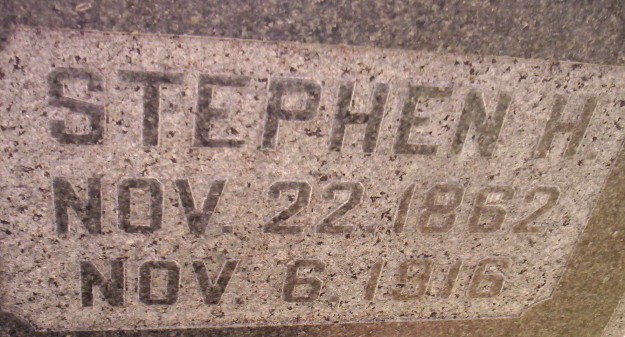 STEPHEN H.
NOV. 22. 1862
NOV. 6. 1916